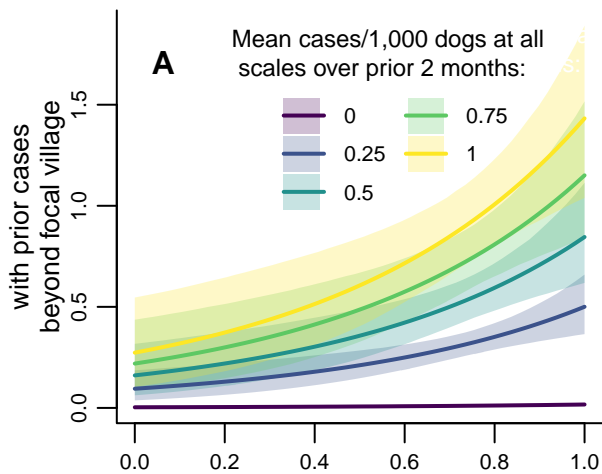 A
Mean cases/1,000 dogs at all
scales over prior 2 months:
s:
0
0.25
0.5
0.75
1
with prior cases
beyond focal village
1.5
1.0
0.5
0.0
0.0
0.2
0.4
0.6
0.8
1.0